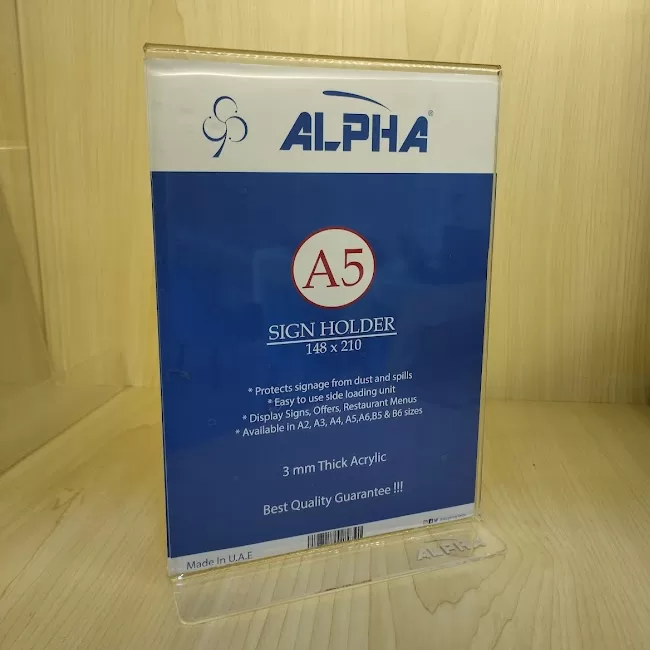 ALPHA®
A5
SIGN HOLDER
148 x 210
* Protects signage from dust and spills
* Easy to use side loading unit
* Display Signs, Offers, Restaurant Menus
* Available in A2, A3, A4, A5,A6,B5 & B6 sizes
3 mm Thick Acrylic
Best Quality Guarantee !!!
Made In U.A.E
ALPHA